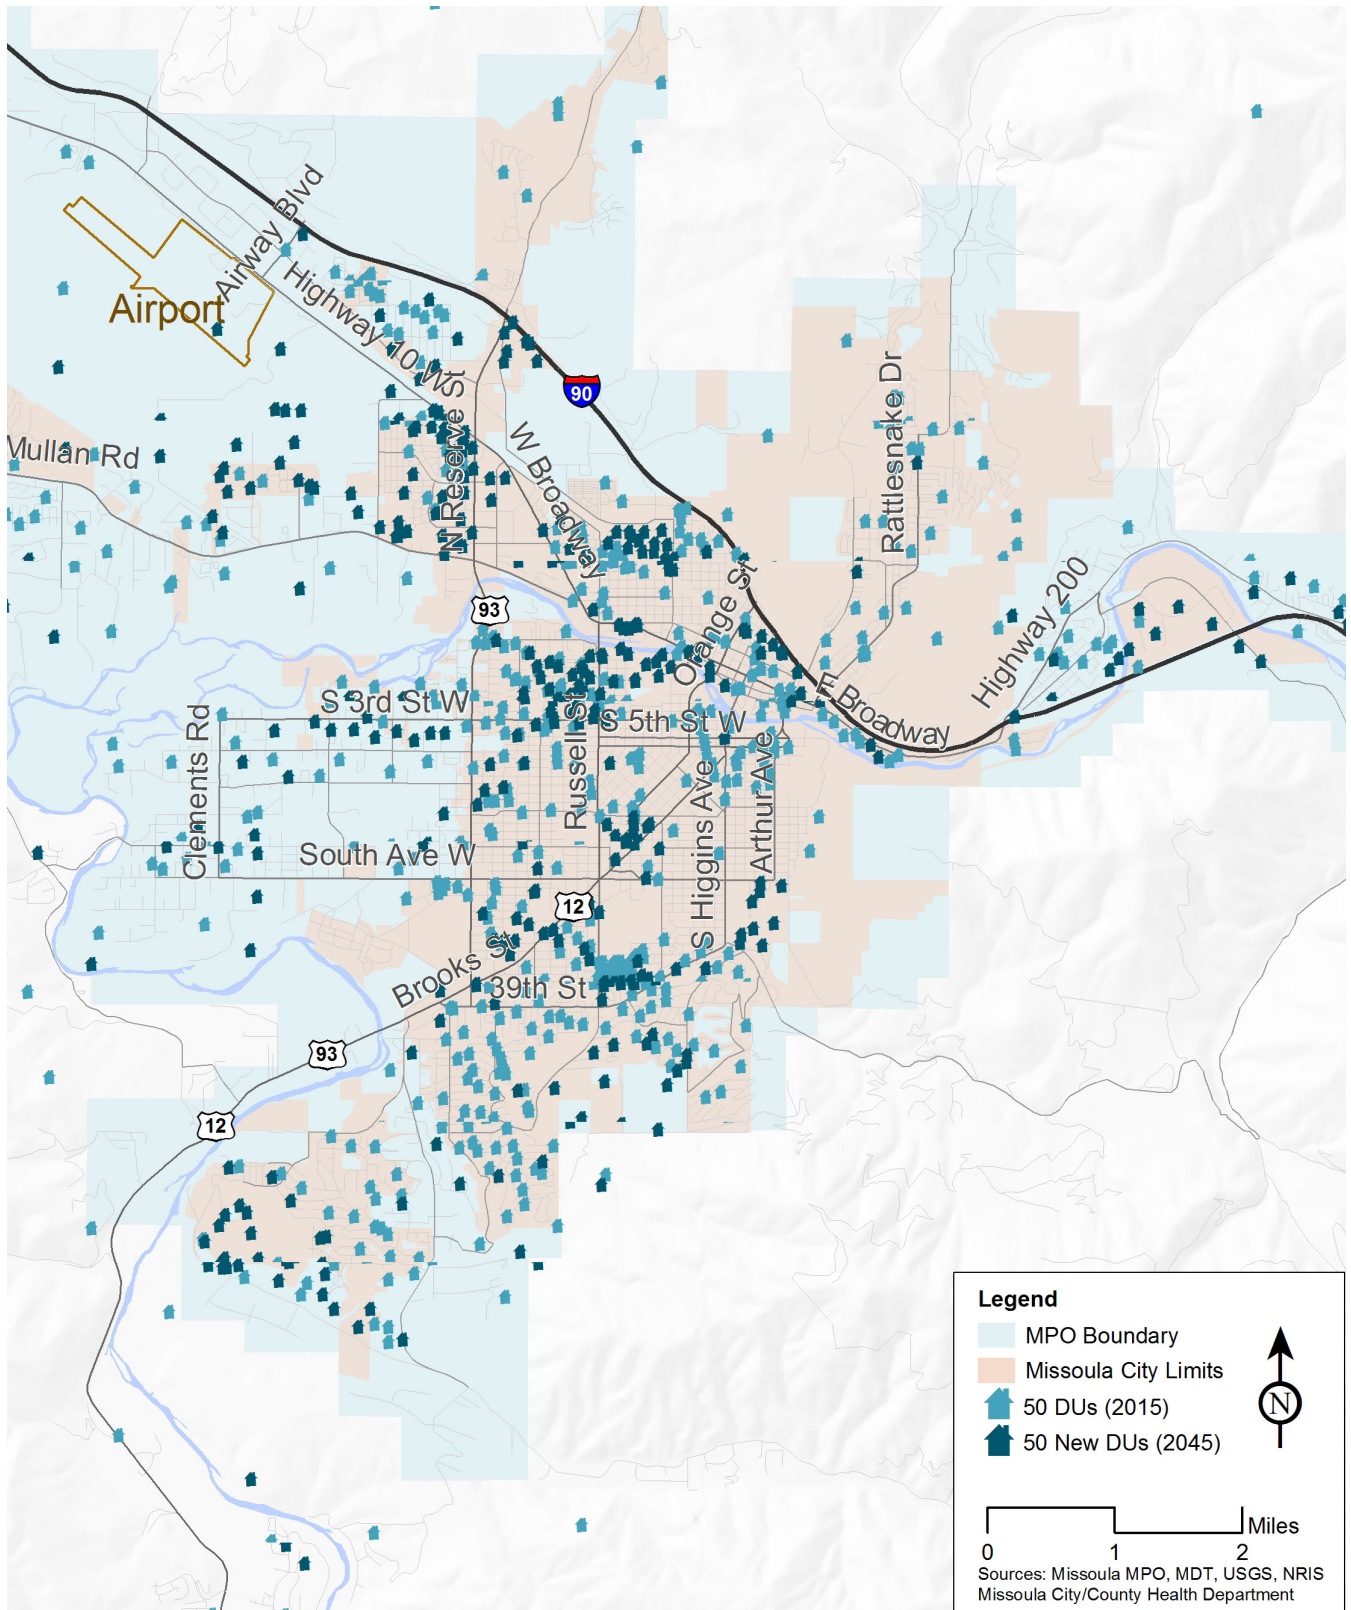 Airway Blvd
Airport
Highway 10 W
90
N Reserve St
Rattlesnake Dr
Mullan Rd
W Broadway
Orange St
Highway 200
93
S 3rd St W
E Broadway
Clements Rd
Russell St
S 5th St W
S Higgins Ave
Arthur Ave
South Ave W
12
Brooks St
39th St
93
12
Legend
MPO Boundary
Missoula City Limits
50 DUs (2015)
50 New DUs (2045)
N
Miles
0 1 2
Sources: Missoula MPO, MDT, USGS, NRIS
Missoula City/County Health Department